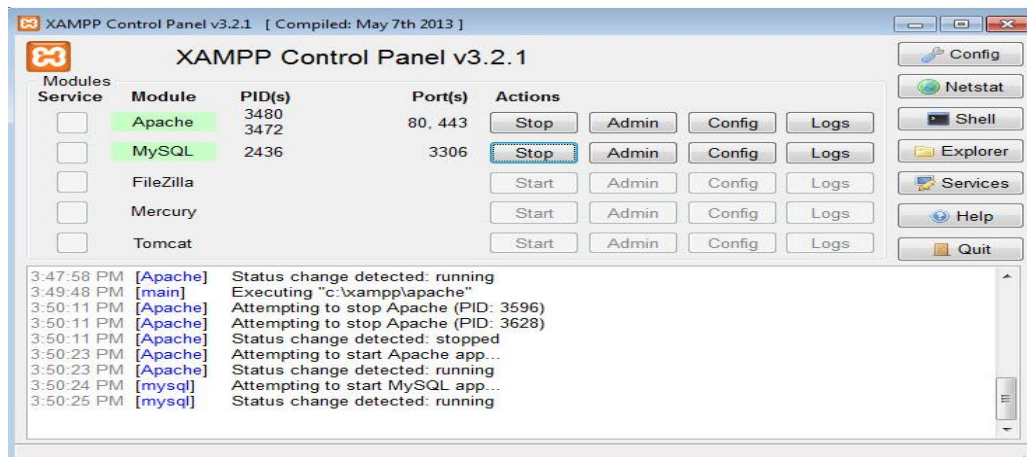 XAMPP Control Panel v3.2.1 [ Compiled: May 7th 2013 ]
XAMPP Control Panel v3.2.1
Config
Modules
Service Module PID(s) Port(s) Actions
Netstat
Apache 3480 3472 80, 443 Stop Admin Config Logs
Shell
MySQL 2436 3306 Stop Admin Config Logs
Explorer
FileZilla Start Admin Config Logs
Services
Mercury Start Admin Config Logs
Help
Tomcat Start Admin Config Logs
Quit
3:47:58 PM [Apache] Status change detected: running
3:49:48 PM [main] Executing "c:\xampp\apache"
3:50:11 PM [Apache] Attempting to stop Apache (PID: 3596)
3:50:11 PM [Apache] Attempting to stop Apache (PID: 3628)
3:50:11 PM [Apache] Status change detected: stopped
3:50:23 PM [Apache] Attempting to start Apache app...
3:50:23 PM [Apache] Status change detected: running
3:50:24 PM [mysql] Attempting to start MySQL app...
3:50:25 PM [mysql] Status change detected: running